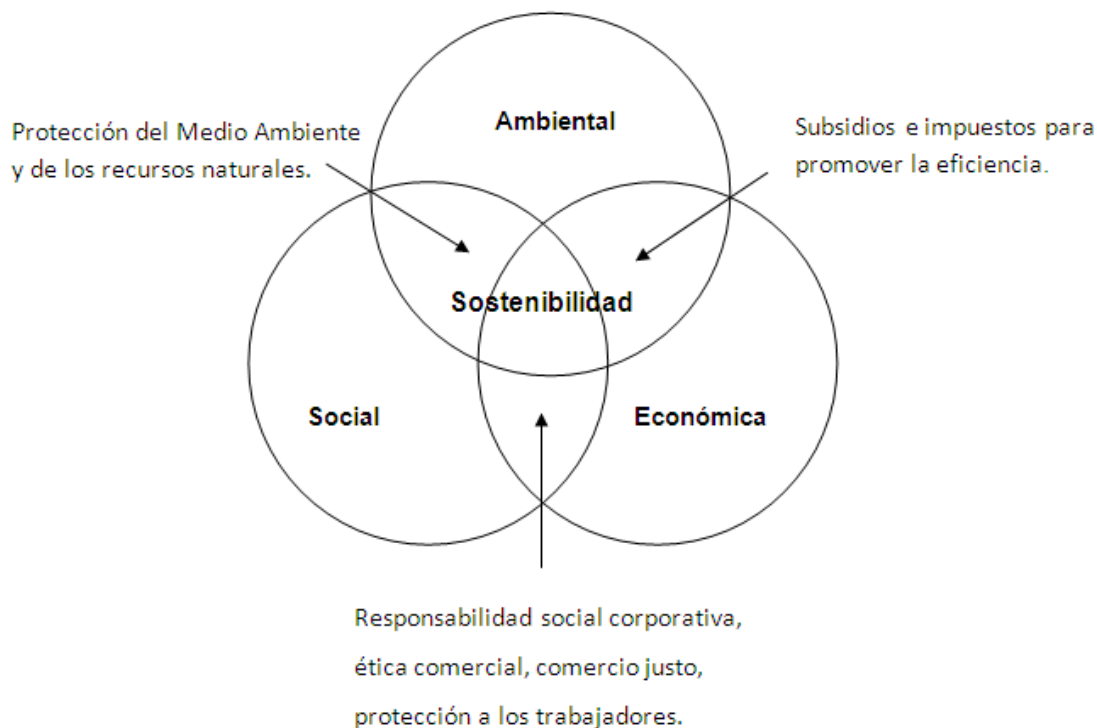 Ambiental
Protección del Medio Ambiente
y de los recursos naturales.
Subsidios e impuestos para
promover la eficiencia.
Sostenibilidad
Social
Económica
Responsabilidad social corporativa,
ética comercial, comercio justo,
protección a los trabajadores.